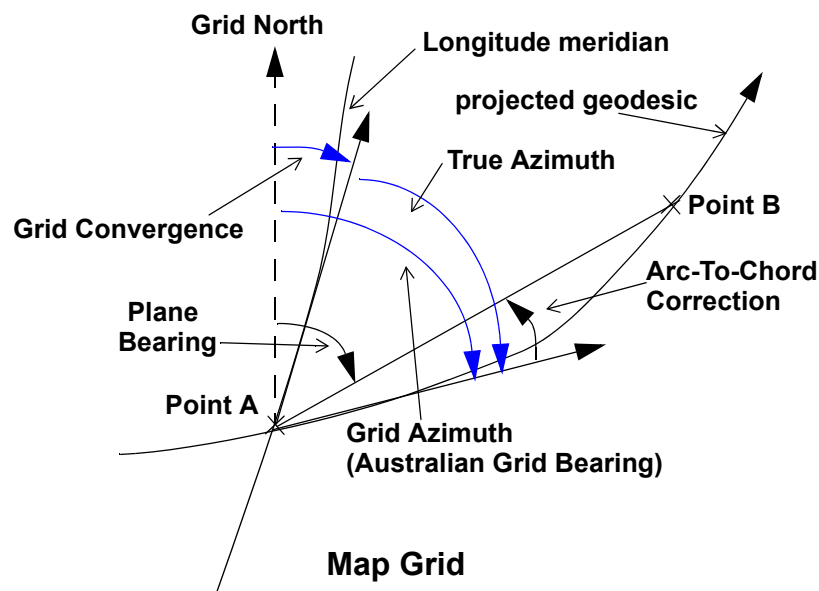 Grid North
Longitude meridian
projected geodesic
True Azimuth
Point B
Grid Convergence
Arc-To-Chord
Correction
Plane
Bearing
Point A
Grid Azimuth
(Australian Grid Bearing)
Map Grid